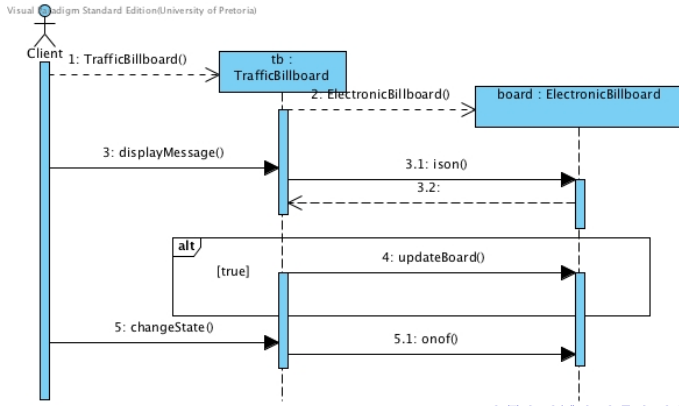 Visual Paradigm Standard Edition(University of Pretoria)
Client
1: TrafficBillboard()
tb :
TrafficBillboard
2: ElectronicBillboard()
board : ElectronicBillboard
3: displayMessage()
3.1: ison()
3.2:
alt
[true]
4: updateBoard()
5: changeState()
5.1: onof()